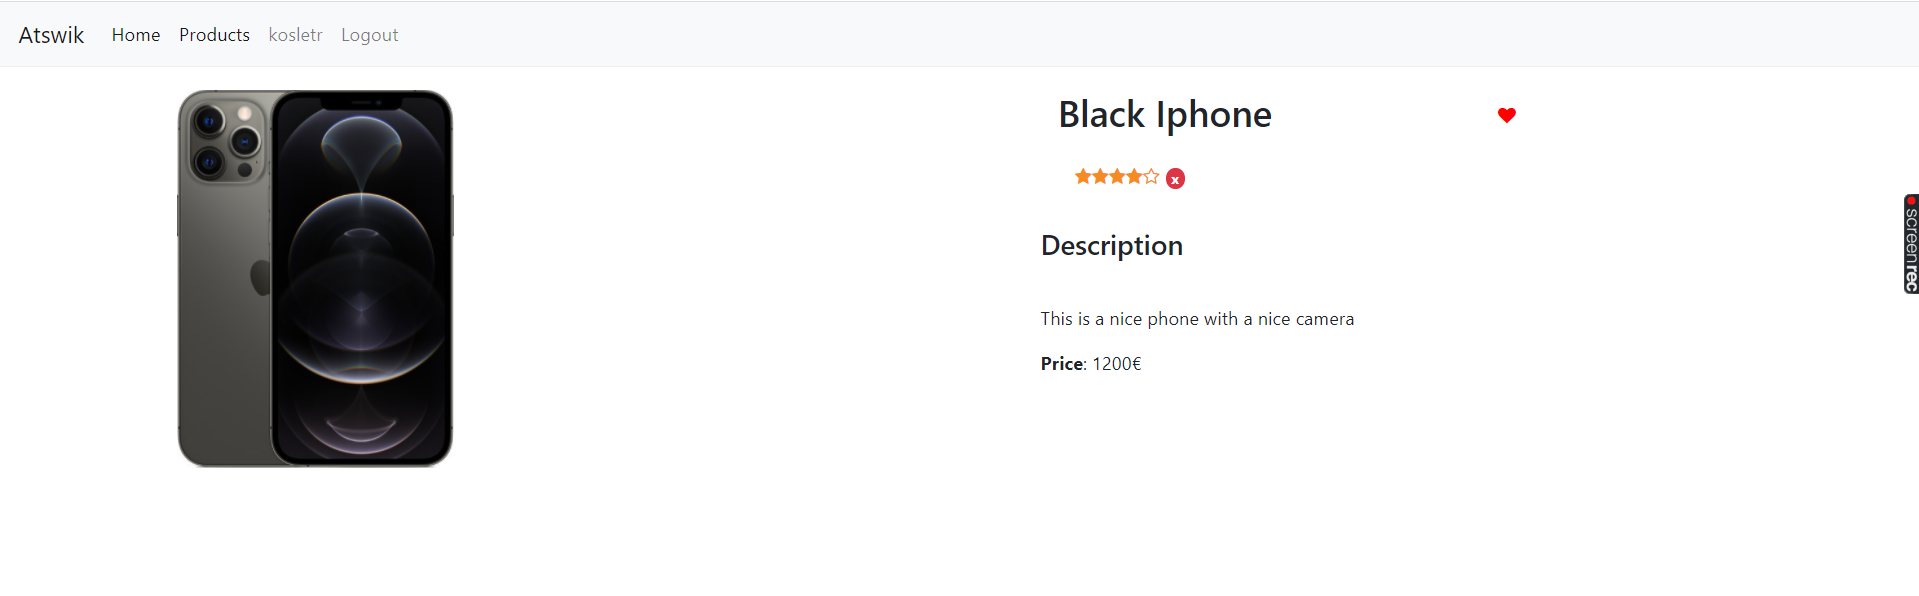 Atswik Home Products kosletr Logout
Black Iphone
x
Description
This is a nice phone with a nice camera
Price: 1200€
screenrec